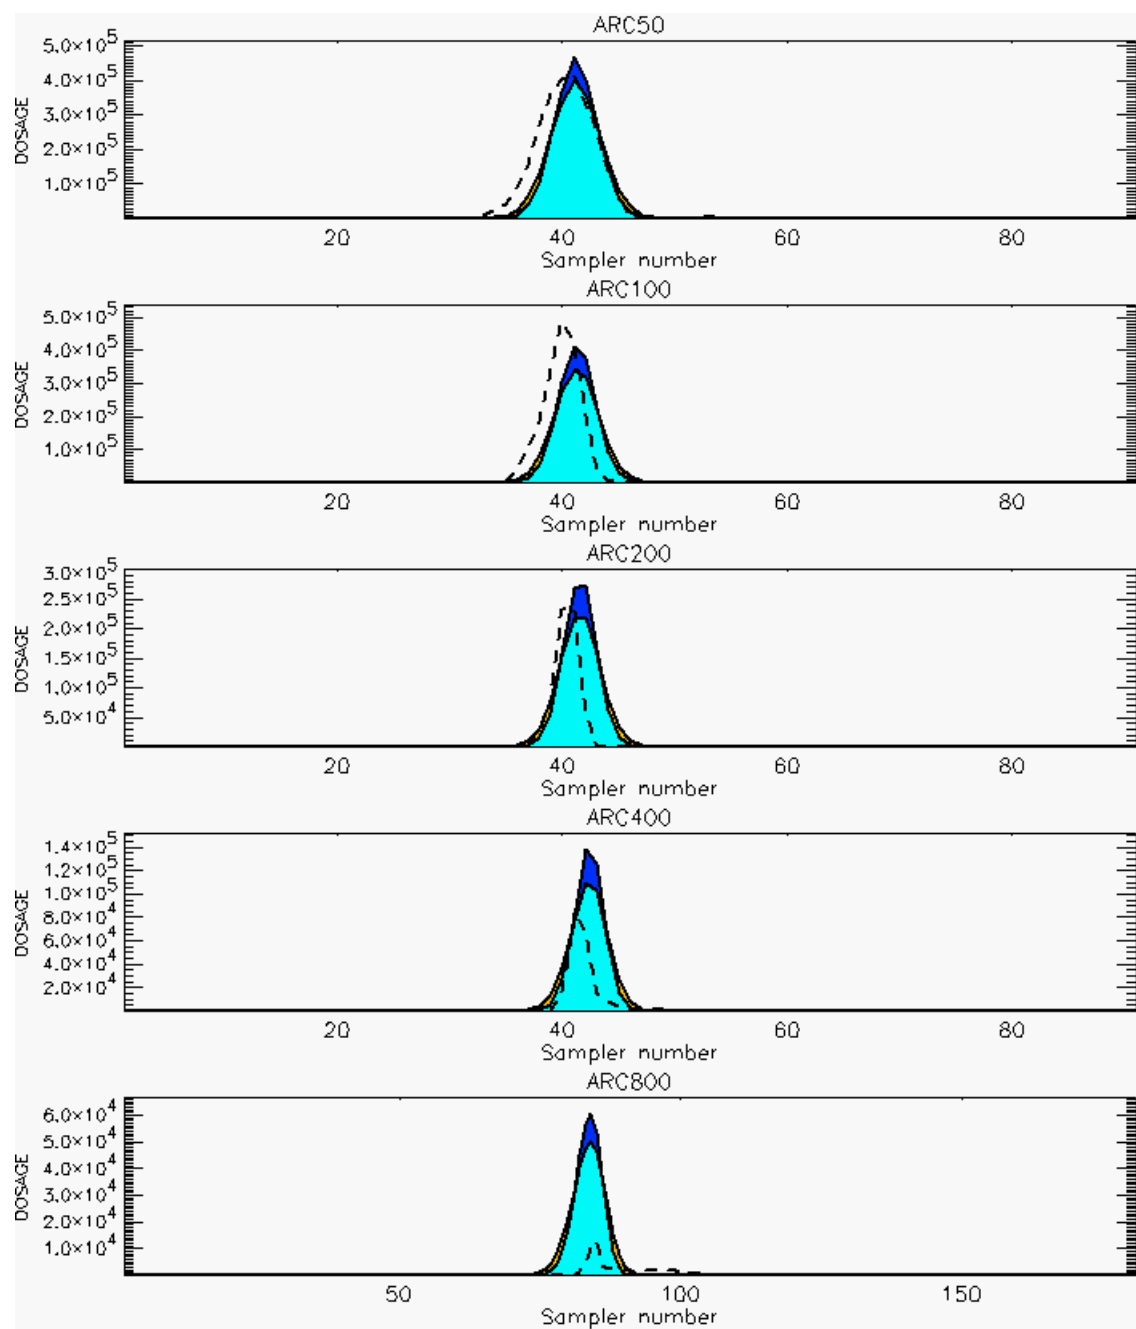 ARC50
5.0×10^5
4.0×10^5
3.0×10^5
2.0×10^5
1.0×10^5
DOSAGE
20 40 60 80
Sampler number
ARC100
5.0×10^5
4.0×10^5
3.0×10^5
2.0×10^5
1.0×10^5
DOSAGE
20 40 60 80
Sampler number
ARC200
3.0×10^5
2.5×10^5
2.0×10^5
1.5×10^5
1.0×10^5
5.0×10^4
DOSAGE
20 40 60 80
Sampler number
ARC400
1.4×10^5
1.2×10^5
1.0×10^5
8.0×10^4
6.0×10^4
4.0×10^4
2.0×10^4
DOSAGE
20 40 60 80
Sampler number
ARC800
6.0×10^4
5.0×10^4
4.0×10^4
3.0×10^4
2.0×10^4
1.0×10^4
DOSAGE
50 100 150
Sampler number